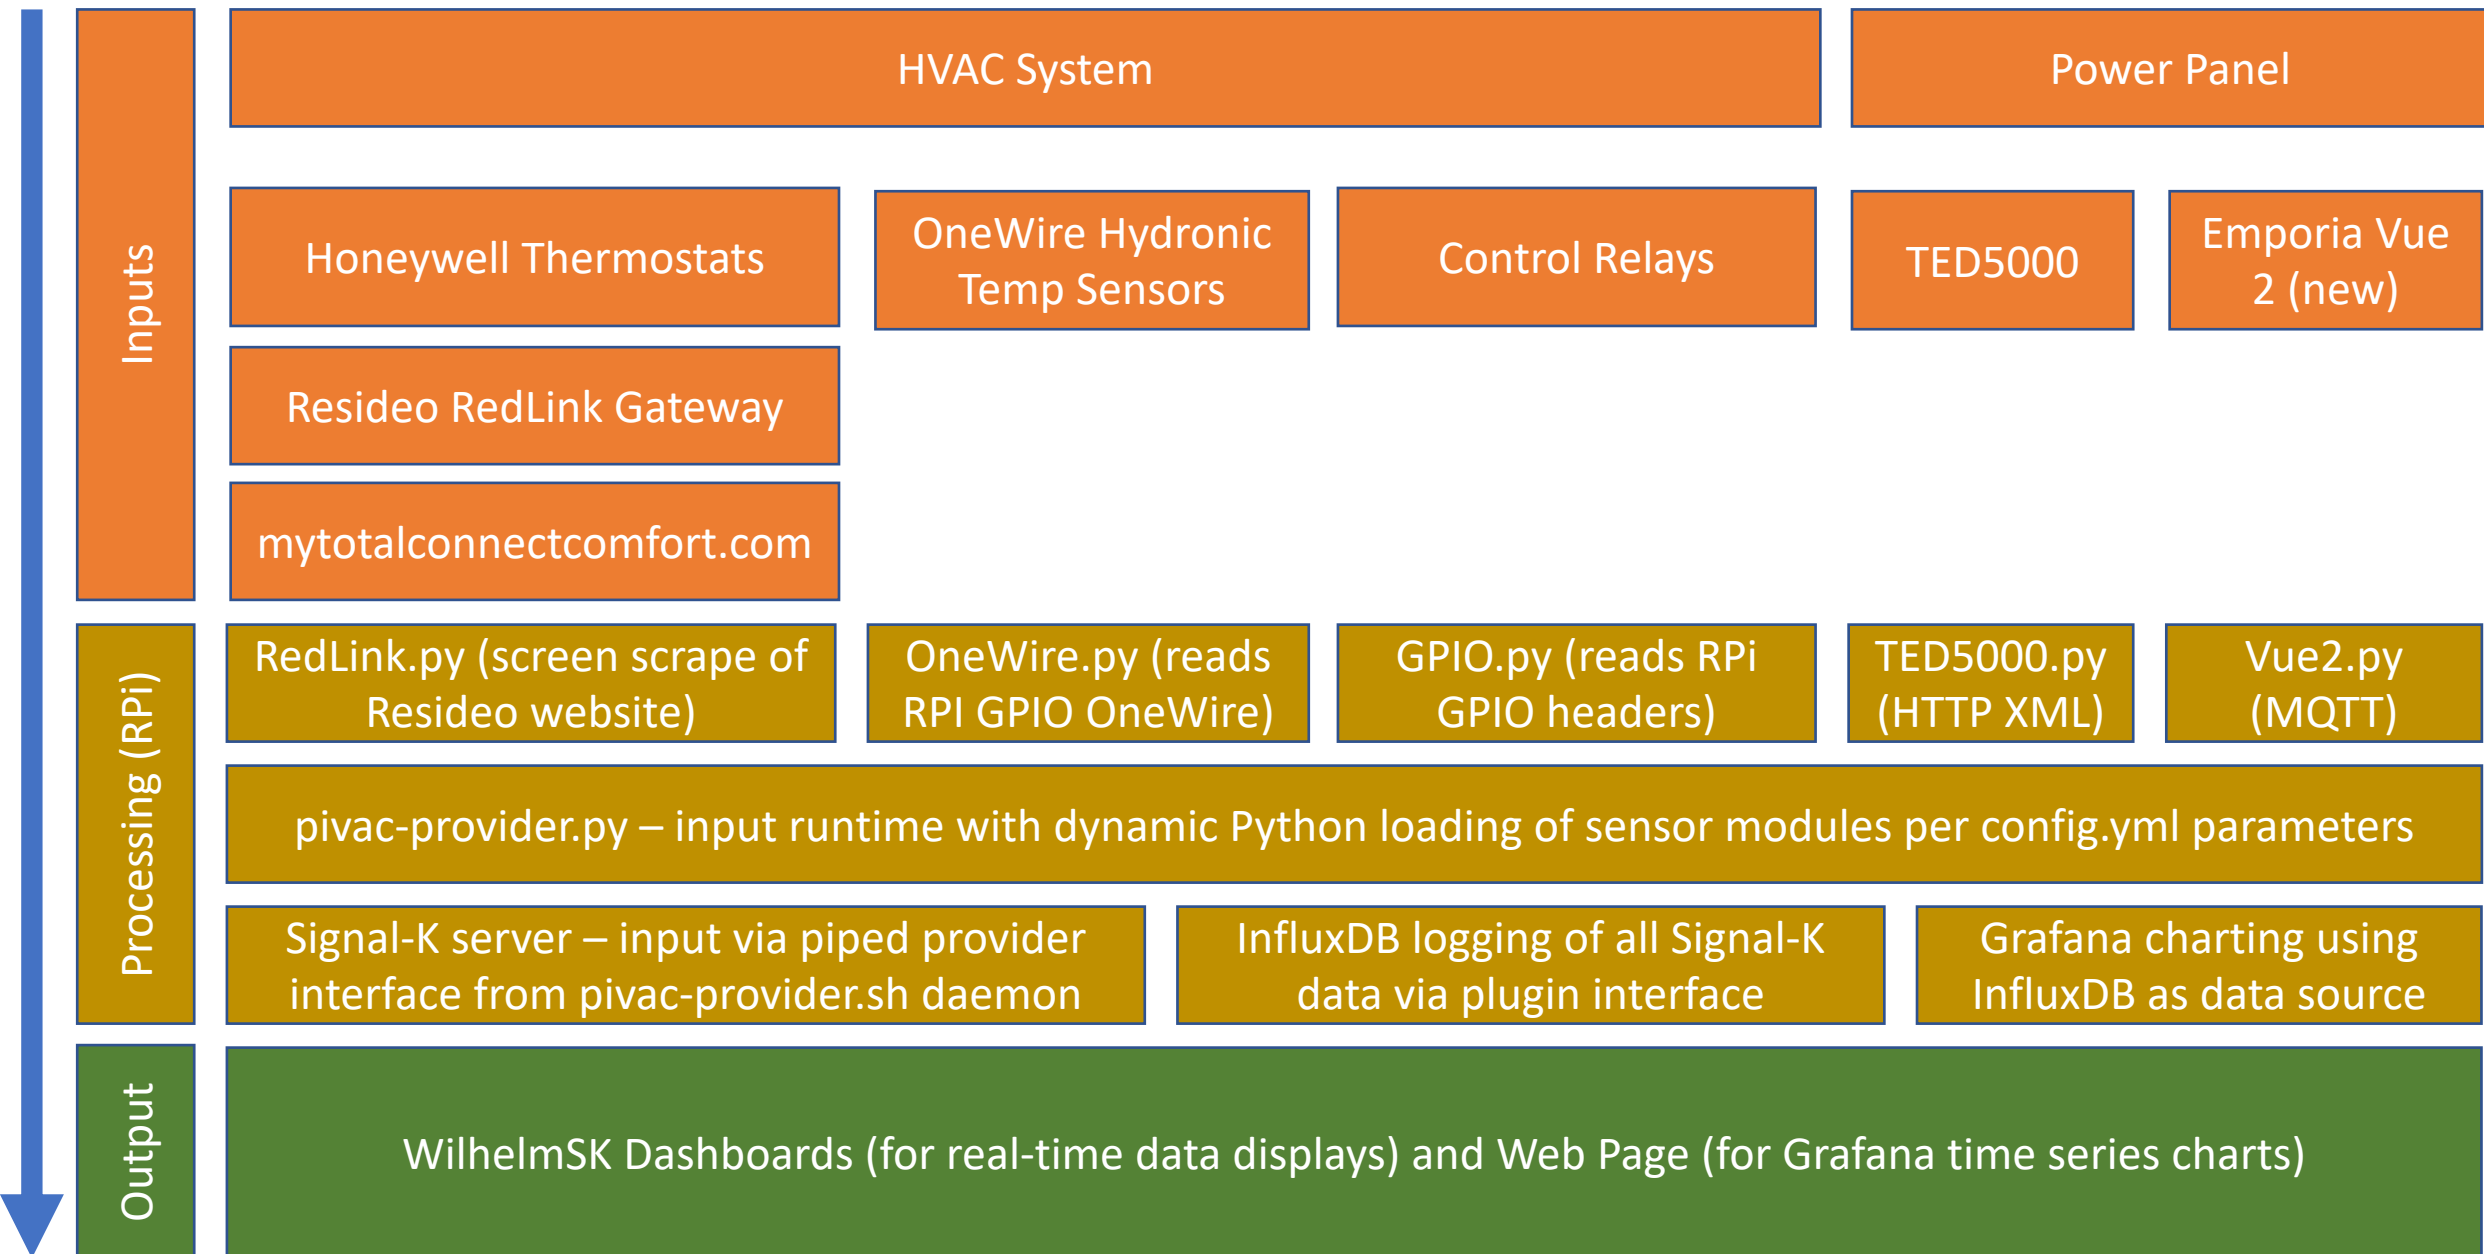 Inputs
HVAC System
Power Panel
Honeywell Thermostats
OneWire Hydronic
Temp Sensors
Control Relays
TED5000
Emporia Vue
2 (new)
Resideo RedLink Gateway
mytotalconnectcomfort.com
Processing (RPi)
RedLink.py (screen scrape of
Resideo website)
OneWire.py (reads
RPI GPIO OneWire)
GPIO.py (reads RPi
GPIO headers)
TED5000.py
(HTTP XML)
Vue2.py
(MQTT)
pivac-provider.py – input runtime with dynamic Python loading of sensor modules per config.yml parameters
Signal-K server – input via piped provider
interface from pivac-provider.sh daemon
InfluxDB logging of all Signal-K
data via plugin interface
Grafana charting using
InfluxDB as data source
Output
WilhelmSK Dashboards (for real-time data displays) and Web Page (for Grafana time series charts)